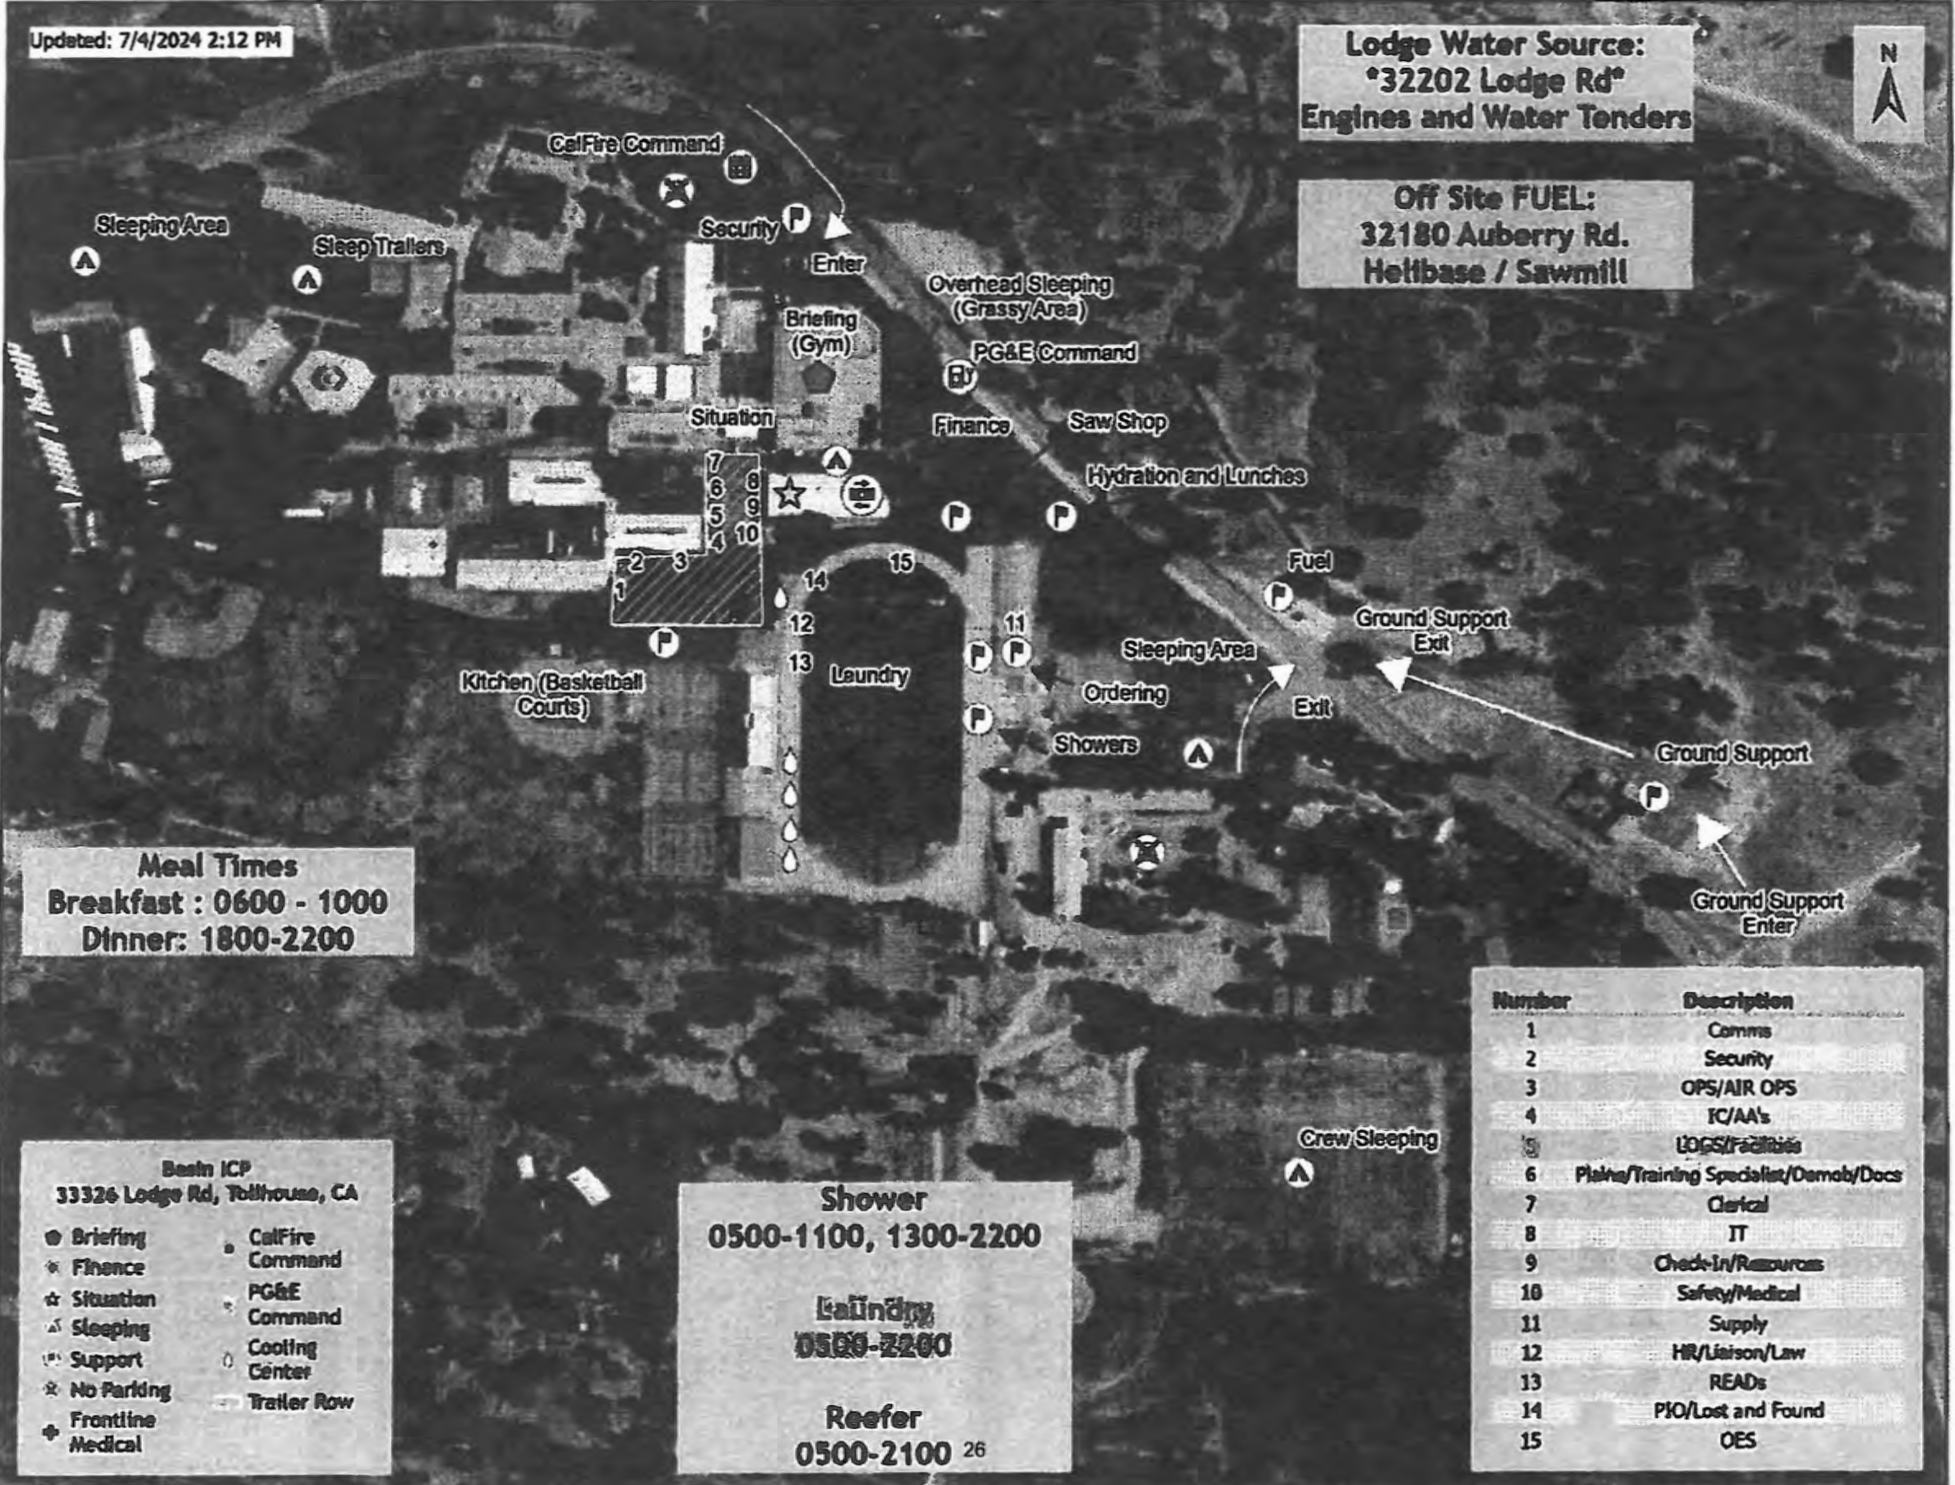 Updated: 7/4/2024 2:12 PM
Lodge Water Source:
*32202 Lodge Rd*
Engines and Water Tenders
N
Off Site FUEL:
32180 Auberry Rd.
Helibase / Sawmill
CalFire Command
Security
Enter
Sleeping Area
Sleep Trailers
Overhead Sleeping
(Grassy Area)
Briefing
(Gym)
PG&E Command
Situation
Finance
Saw Shop
Hydration and Lunches
7
6
5
4
8
9
10
2
3
1
15
14
12
13
11
Fuel
Ground Support
Exit
Sleeping Area
Laundry
Kitchen (Basketball
Courts)
Ordering
Exit
Showers
Ground Support
Ground Support
Enter
Meal Times
Breakfast : 0600 - 1000
Dinner: 1800-2200
Crew Sleeping
Basin ICP
33326 Lodge Rd, Tollhouse, CA
Briefing
Finance
Situation
Sleeping
Support
No Parking
Frontline
Medical
CalFire
Command
PG&E
Command
Cooling
Center
Trailer Row
Shower
0500-1100, 1300-2200
Laundry
0500-2200
Reefer
0500-2100 26
Number Description
1 Comms
2 Security
3 OPS/AIR OPS
4 IC/AA's
5 LOGS/Facilities
6 Plans/Training Specialist/Demob/Docs
7 Clerical
8 IT
9 Check-In/Resources
10 Safety/Medical
11 Supply
12 HR/Liaison/Law
13 READs
14 PIO/Lost and Found
15 OES